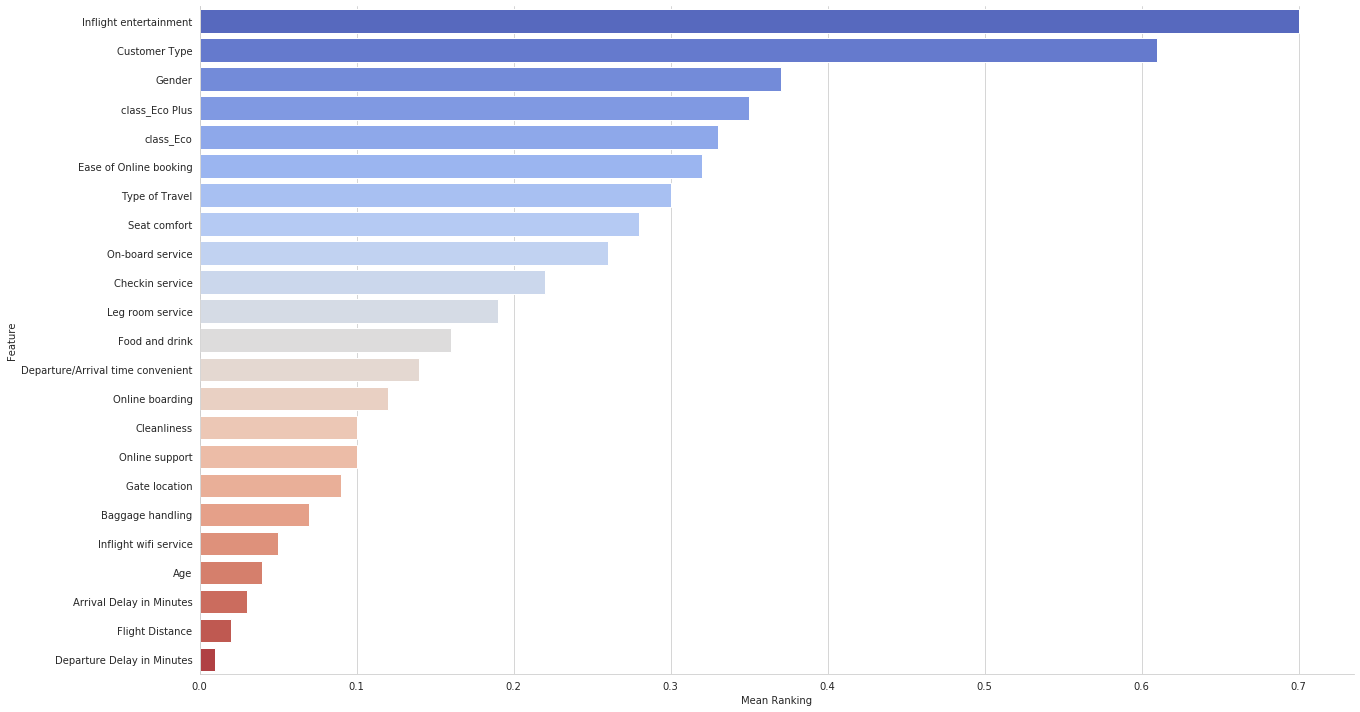 Inflight entertainment
Customer Type
Gender
class_Eco Plus
class_Eco
Ease of Online booking
Type of Travel
Seat comfort
On-board service
Checkin service
Leg room service
Food and drink
Departure/Arrival time convenient
Online boarding
Cleanliness
Online support
Gate location
Baggage handling
Inflight wifi service
Age
Arrival Delay in Minutes
Flight Distance
Departure Delay in Minutes
Feature
0.0 0.1 0.2 0.3 0.4 0.5 0.6 0.7
Mean Ranking